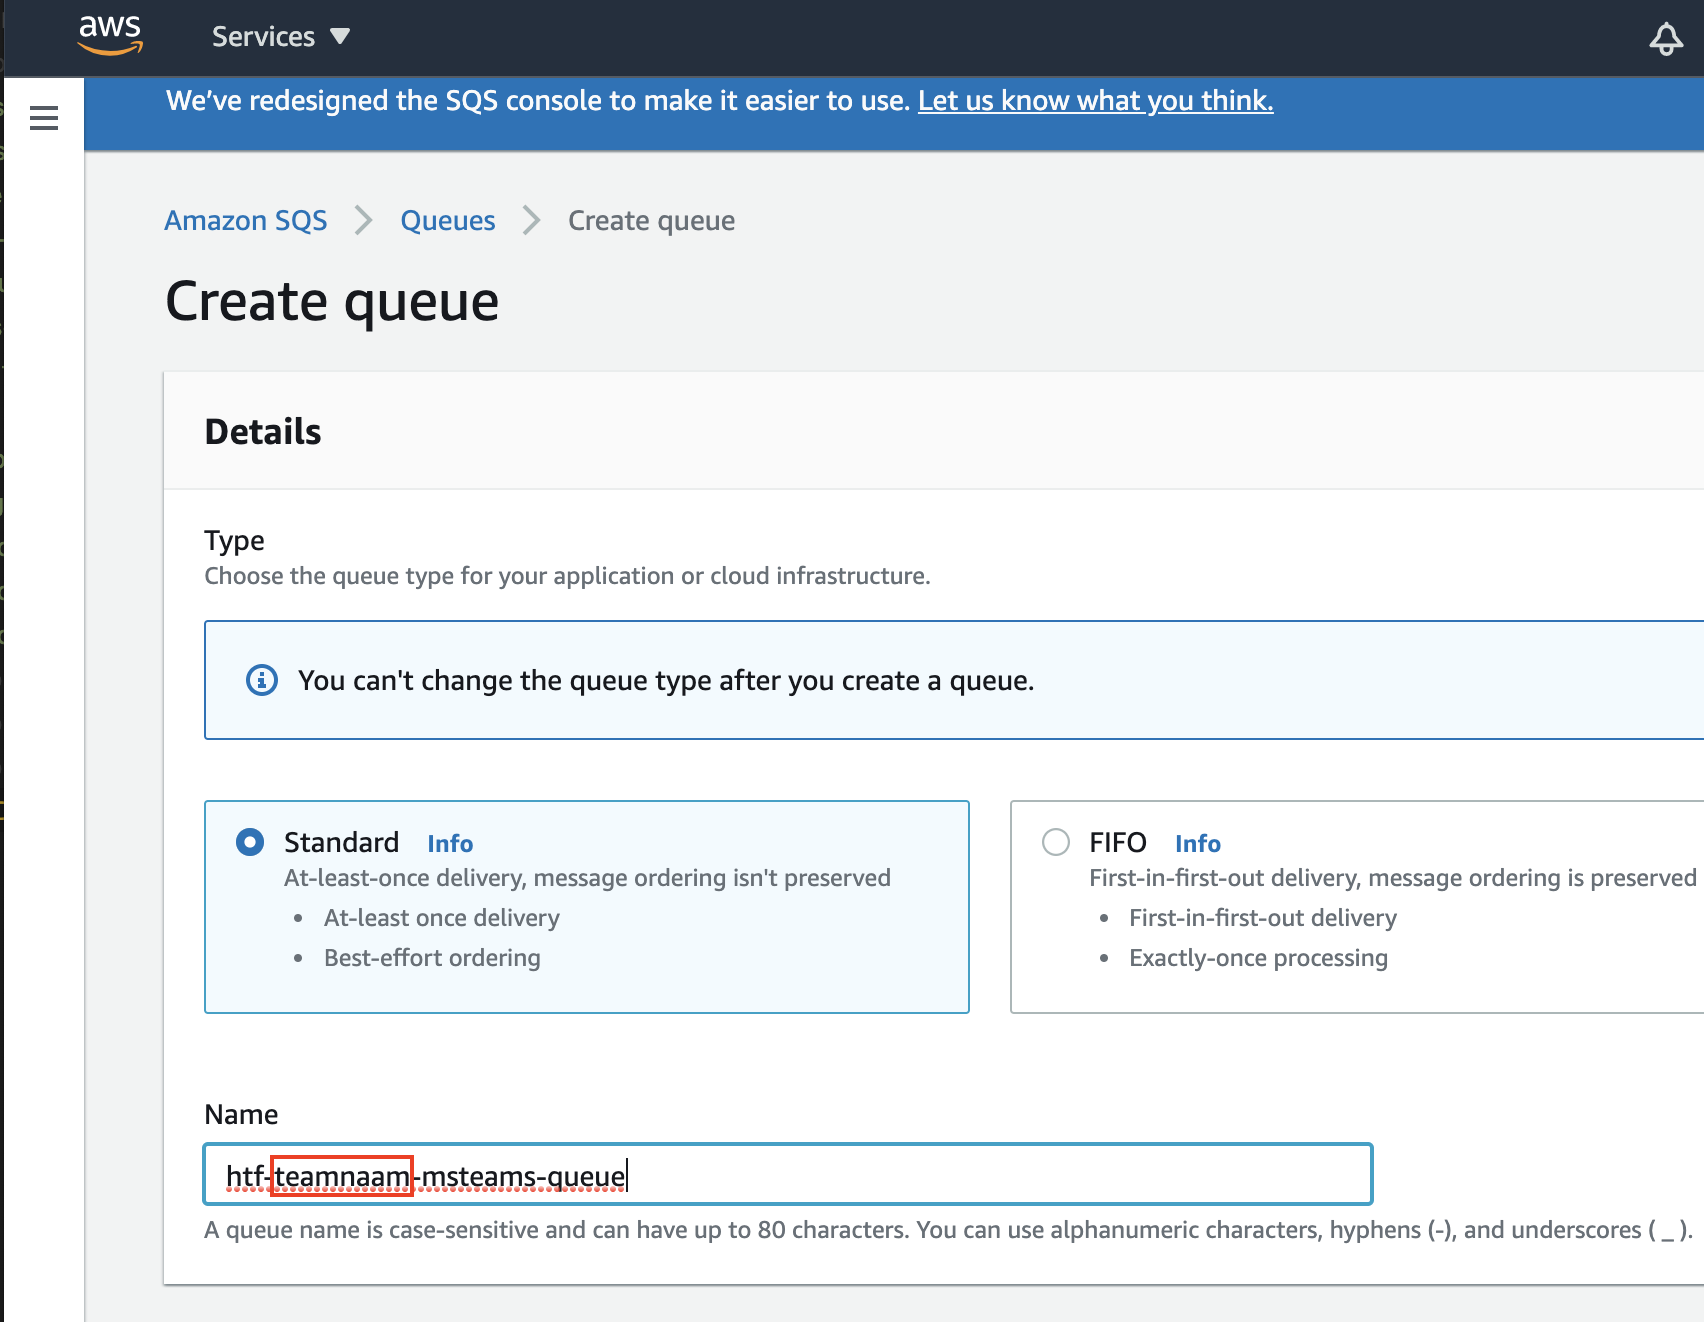 aws
Services
We've redesigned the SQS console to make it easier to use. Let us know what you think.
Amazon SQS > Queues > Create queue
Create queue
Details
Type
Choose the queue type for your application or cloud infrastructure.
You can't change the queue type after you create a queue.
Standard Info
At-least-once delivery, message ordering isn't preserved
• At-least once delivery
• Best-effort ordering
FIFO Info
First-in-first-out delivery, message ordering is preserved
• First-in-first-out delivery
• Exactly-once processing
Name
htf-teamnaam-msteams-queue
A queue name is case-sensitive and can have up to 80 characters. You can use alphanumeric characters, hyphens (-), and underscores ( _ ).